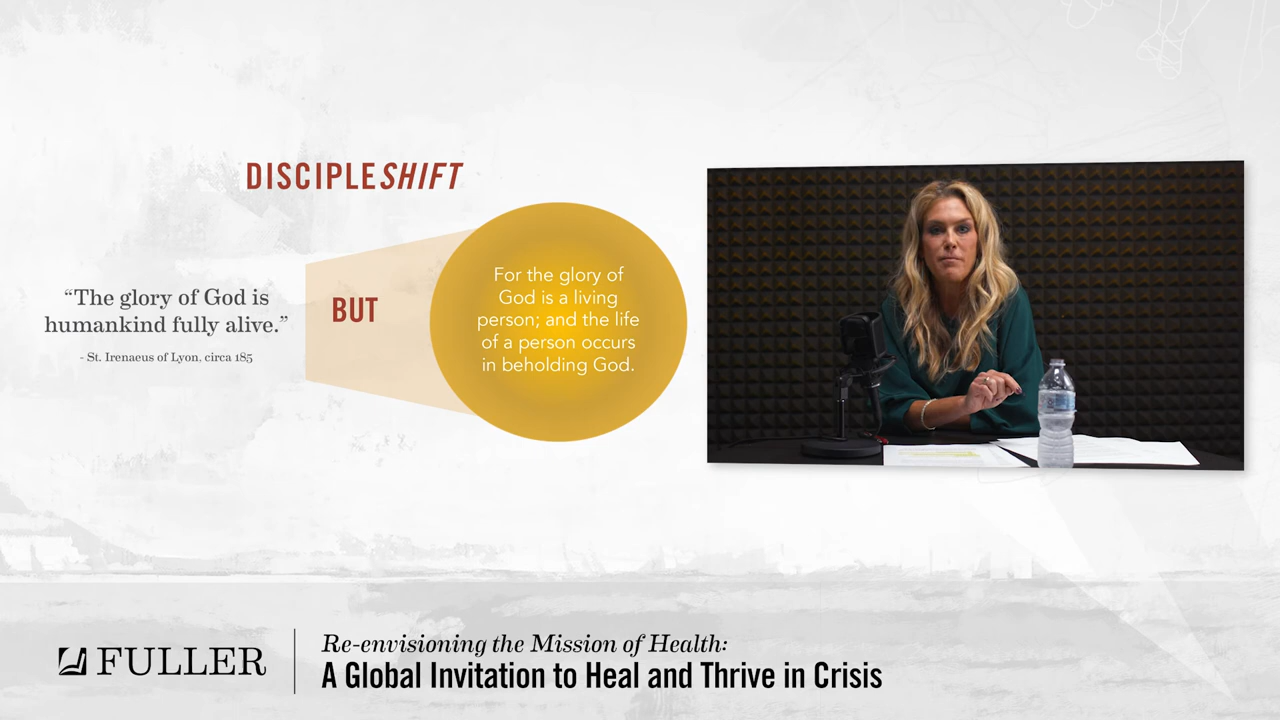 DISCIPLESHIFT
“The glory of God is
humankind fully alive.”
- St. Irenaeus of Lyon, circa 185
BUT
For the glory of
God is a living
person; and the life
of a person occurs
in beholding God.
FULLER
Re-envisioning the Mission of Health:
A Global Invitation to Heal and Thrive in Crisis